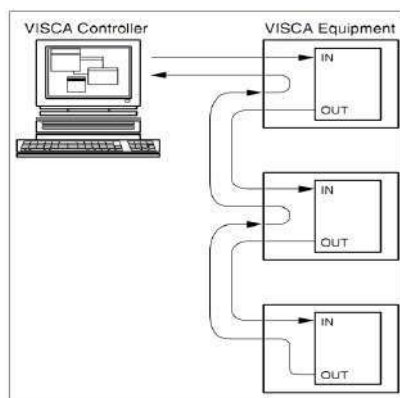 VISCA Controller
VISCA Equipment
IN
OUT
IN
OUT
IN
OUT